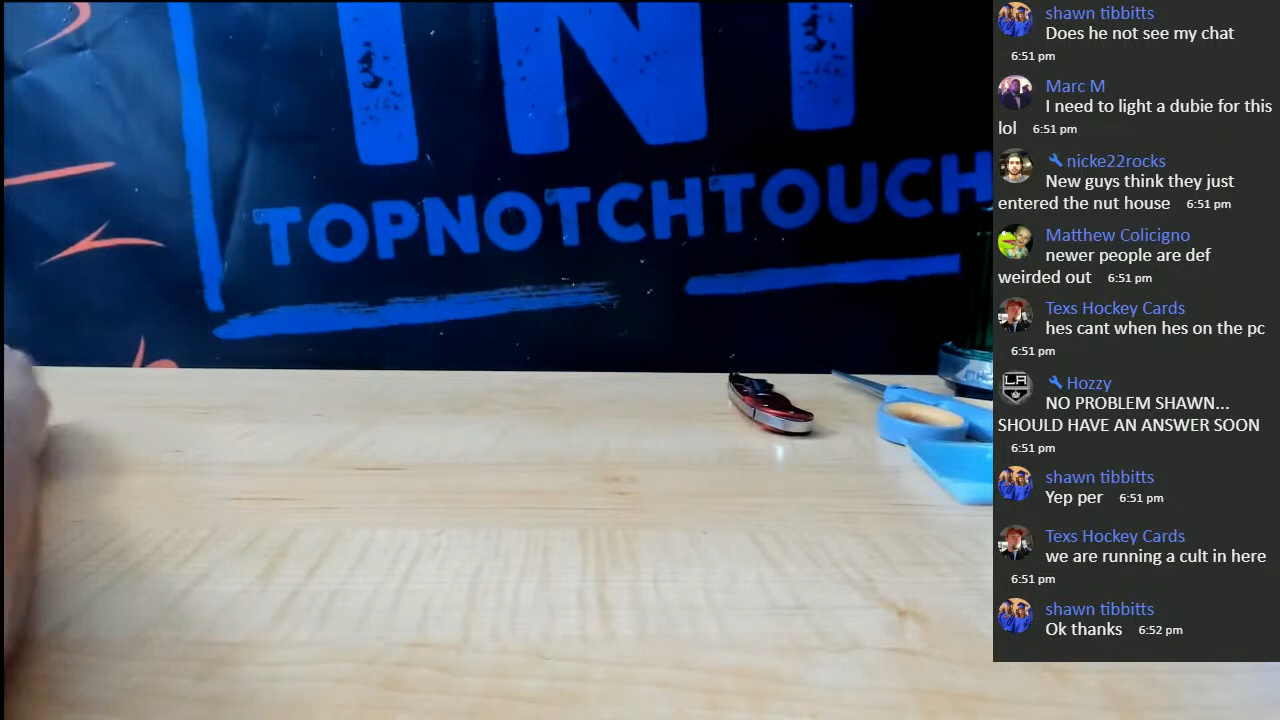 TNT
TOPNOTCHTOUCH
shawn tibbitts
Does he not see my chat
6:51 pm
Marc M
I need to light a dubie for this
lol 6:51 pm
nicke22rocks
New guys think they just
entered the nut house 6:51 pm
Matthew Colicigno
newer people are def
weirded out 6:51 pm
Texs Hockey Cards
hes cant when hes on the pc
6:51 pm
LA
Hozzy
NO PROBLEM SHAWN...
SHOULD HAVE AN ANSWER SOON
6:51 pm
shawn tibbitts
Yep per 6:51 pm
Texs Hockey Cards
we are running a cult in here
6:51 pm
shawn tibbitts
Ok thanks 6:52 pm